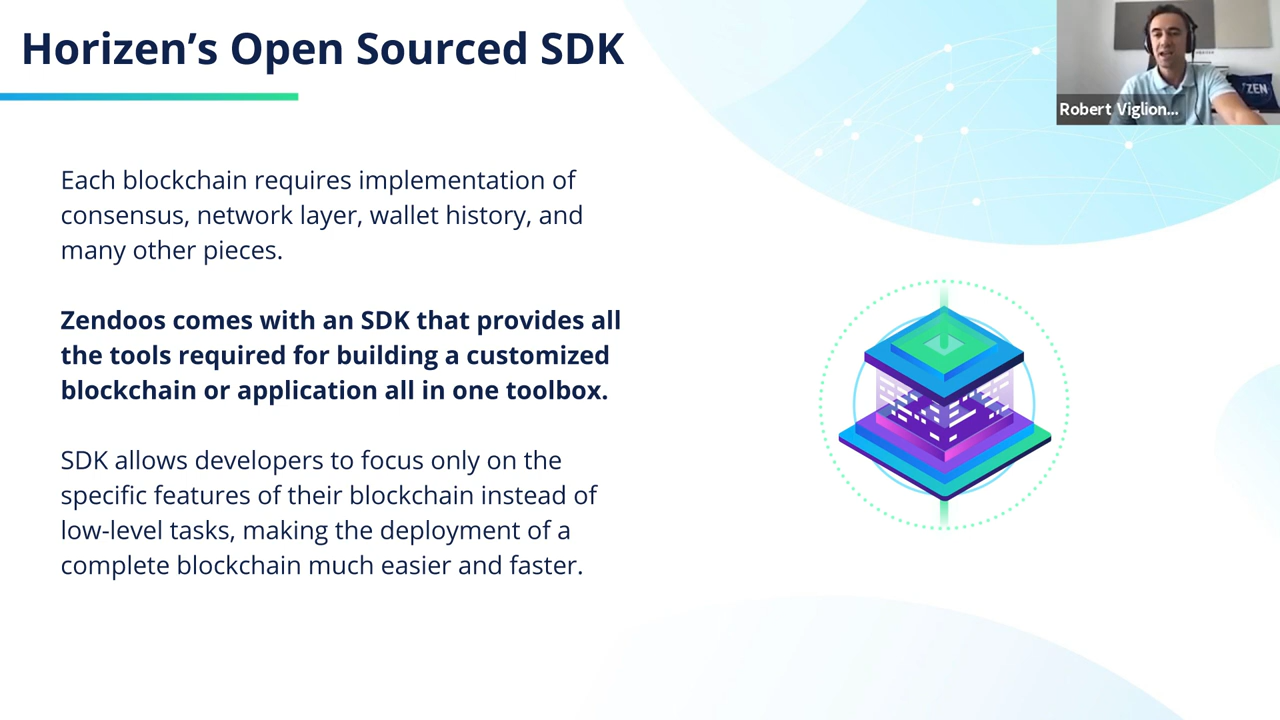 Horizen’s Open Sourced SDK
Robert Viglion...
ZEN
Each blockchain requires implementation of
consensus, network layer, wallet history, and
many other pieces.
Zendoos comes with an SDK that provides all
the tools required for building a customized
blockchain or application all in one toolbox.
SDK allows developers to focus only on the
specific features of their blockchain instead of
low-level tasks, making the deployment of a
complete blockchain much easier and faster.